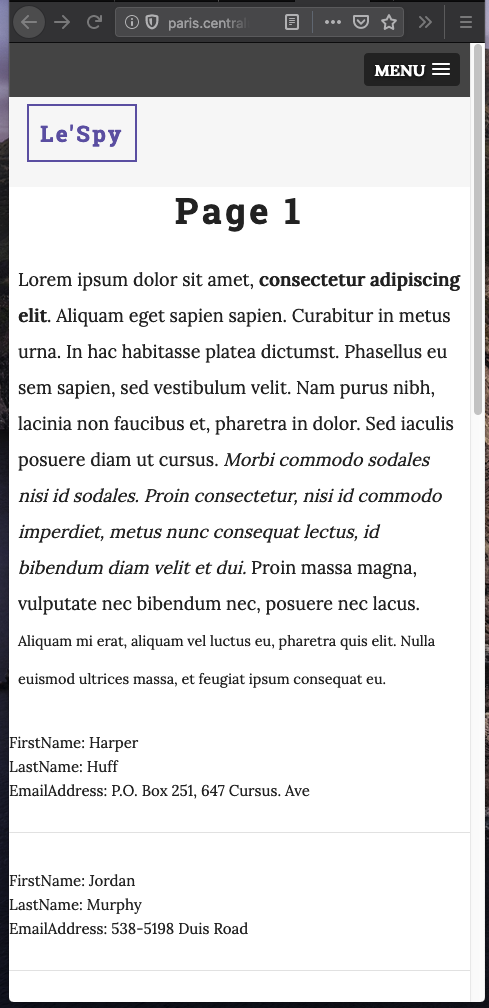 paris.central
MENU
Le'Spy
Page 1
Lorem ipsum dolor sit amet, consectetur adipiscing
elit. Aliquam eget sapien sapien. Curabitur in metus
urna. In hac habitasse platea dictumst. Phasellus eu
sem sapien, sed vestibulum velit. Nam purus nibh,
lacinia non faucibus et, pharetra in dolor. Sed iaculis
posuere diam ut cursus. Morbi commodo sodales
nisi id sodales. Proin consectetur, nisi id commodo
imperdiet, metus nunc consequat lectus, id
bibendum diam velit et dui. Proin massa magna,
vulputate nec bibendum nec, posuere nec lacus.
Aliquam mi erat, aliquam vel luctus eu, pharetra quis elit. Nulla
euismod ultrices massa, et feugiat ipsum consequat eu.
FirstName: Harper
LastName: Huff
EmailAddress: P.O. Box 251, 647 Cursus. Ave
FirstName: Jordan
LastName: Murphy
EmailAddress: 538-5198 Duis Road